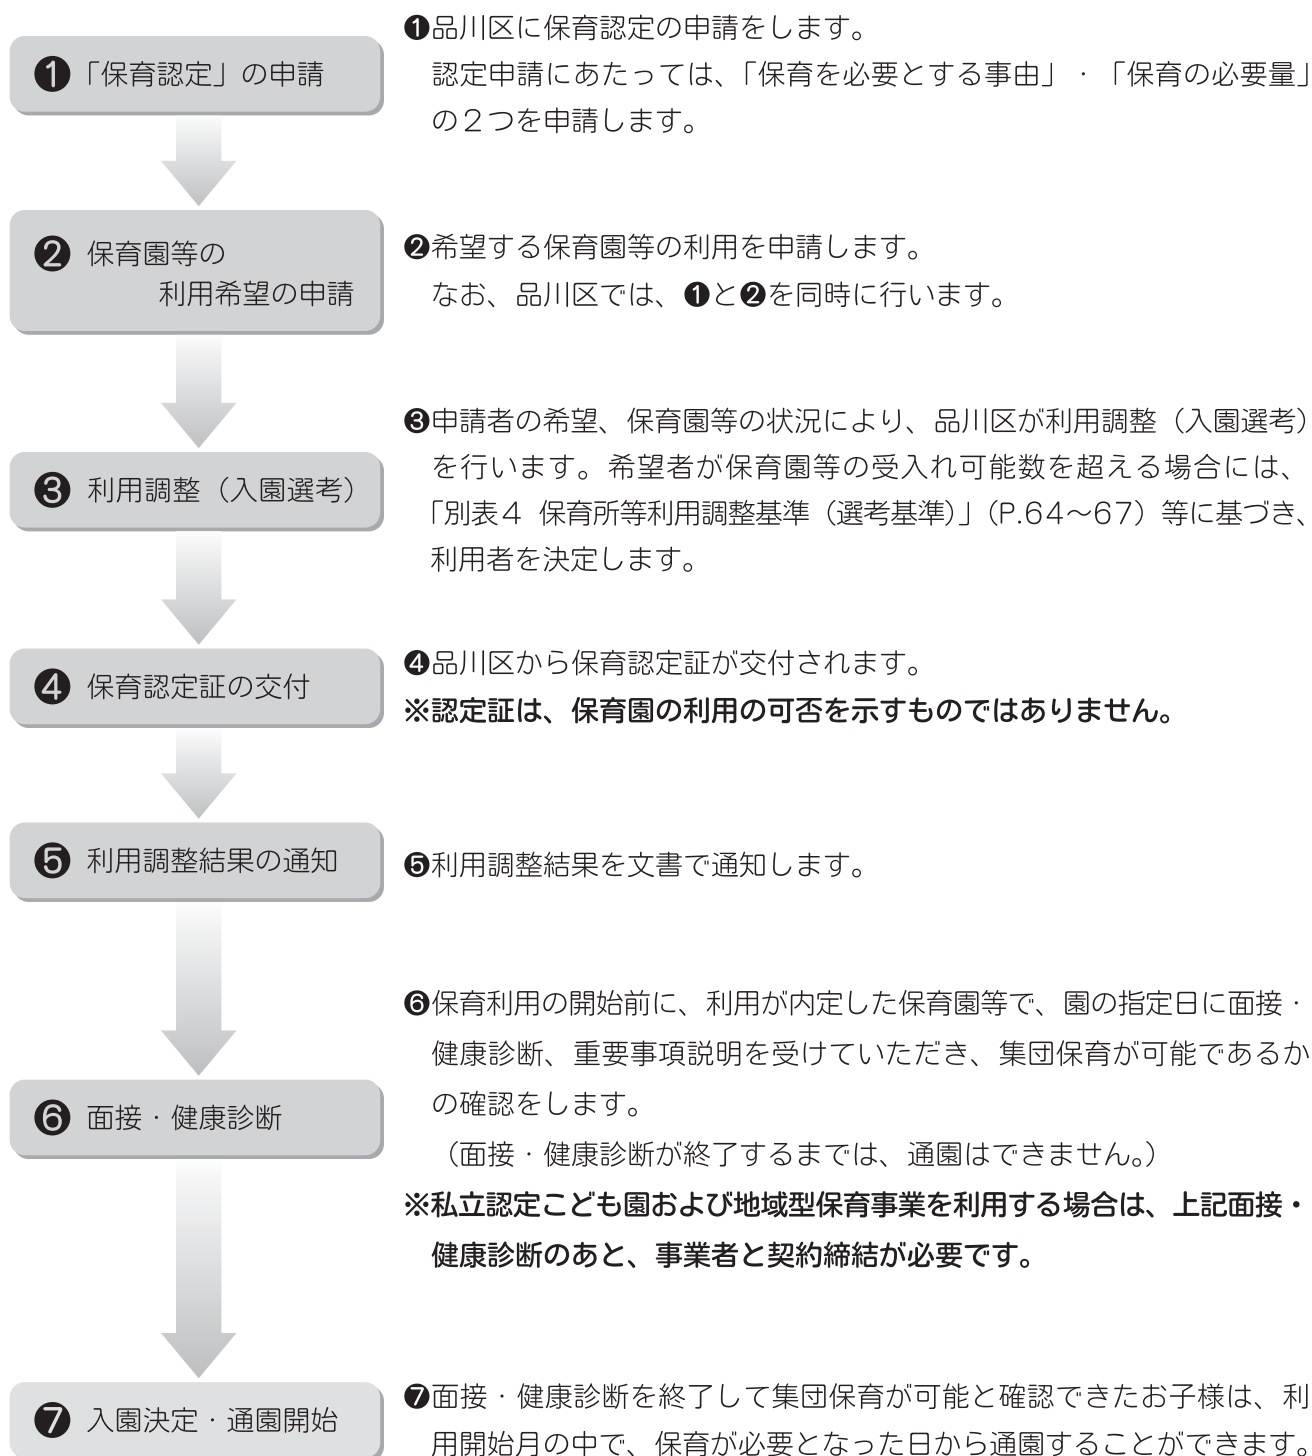 ❶「保育認定」の申請
❶品川区に保育認定の申請をします。
認定申請にあたっては、「保育を必要とする事由」・「保育の必要量」
の２つを申請します。
❷ 保育園等の
利用希望の申請
❷希望する保育園等の利用を申請します。
なお、品川区では、❶と❷を同時に行います。
❸ 利用調整（入園選考）
❸申請者の希望、保育園等の状況により、品川区が利用調整（入園選考）
を行います。希望者が保育園等の受入れ可能数を超える場合には、
「別表４ 保育所等利用調整基準（選考基準）」（P.64～67）等に基づき、
利用者を決定します。
❹ 保育認定証の交付
❹品川区から保育認定証が交付されます。
※認定証は、保育園の利用の可否を示すものではありません。
❺ 利用調整結果の通知
❺利用調整結果を文書で通知します。
❻ 面接・健康診断
❻保育利用の開始前に、利用が内定した保育園等で、園の指定日に面接・
健康診断、重要事項説明を受けていただき、集団保育が可能であるか
の確認をします。
（面接・健康診断が終了するまでは、通園はできません。）
※私立認定こども園および地域型保育事業を利用する場合は、上記面接・
健康診断のあと、事業者と契約締結が必要です。
❼ 入園決定・通園開始
❼面接・健康診断を終了して集団保育が可能と確認できたお子様は、利
用開始月の中で、保育が必要となった日から通園することができます。